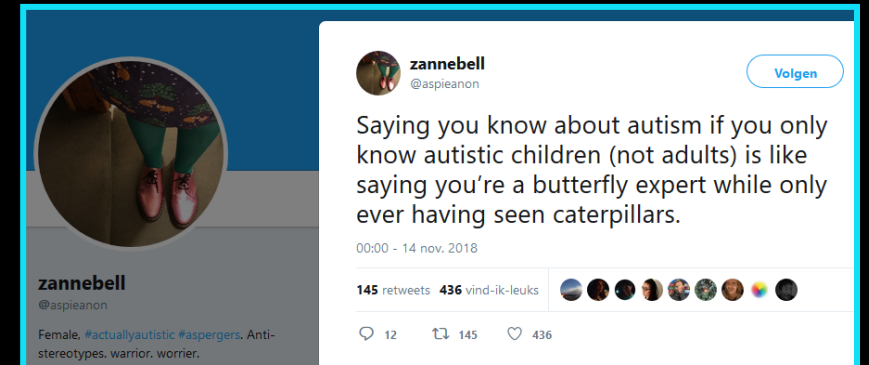 zannebell
@aspieanon
Volgen
Saying you know about autism if you only
know autistic children (not adults) is like
saying you're a butterfly expert while only
ever having seen caterpillars.
00:00 - 14 nov. 2018
145 retweets 436 vind-ik-leuks
12 145 436
zannebell
@aspieanon
Female, #actuallyautistic #aspergers. Anti-
stereotypes. warrior. worrier.